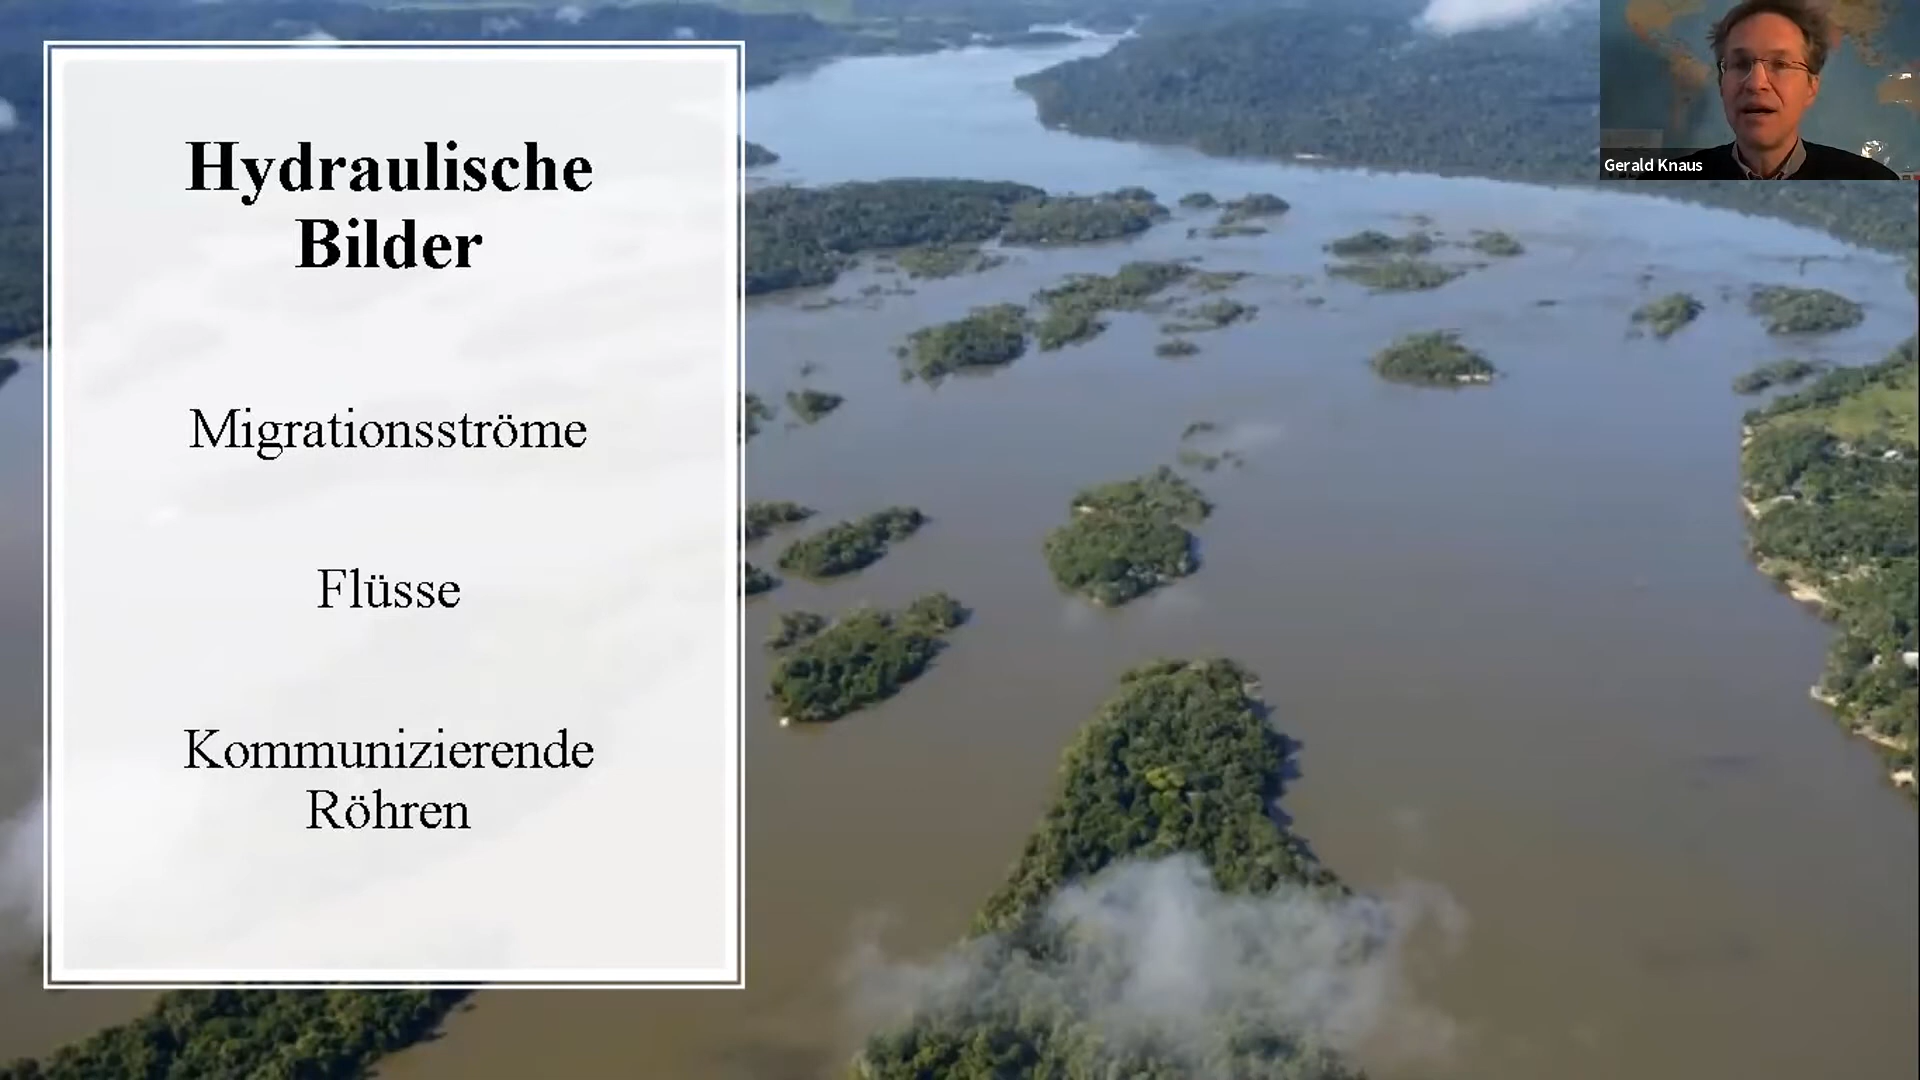 Hydraulische
Bilder
Migrationsströme
Flüsse
Kommunizierende
Röhren
Gerald Knaus